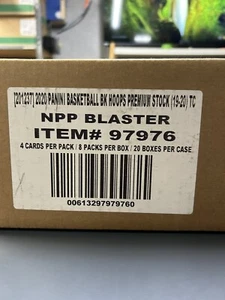 [201237] 2020 PANINI BASKETBALL BK HOOPS PREMIUM STOCK (19-20) TC
NPP BLASTER
ITEM# 97976
4 CARDS PER PACK / 8 PACKS PER BOX / 20 BOXES PER CASE
00613297979760